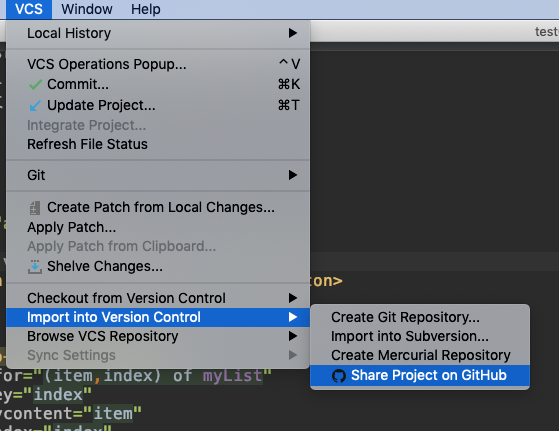 VCS Window Help
Local History
test
VCS Operations Popup... ^V
Commit... ⌘K
Update Project... ⌘T
Integrate Project...
Refresh File Status
Git
Create Patch from Local Changes...
Apply Patch...
Apply Patch from Clipboard...
Shelve Changes...
ton>
Checkout from Version Control
Import into Version Control
Create Git Repository...
Browse VCS Repository
Import into Subversion...
Sync Settings
Create Mercurial Repository
for="(item,index) of myList"
Share Project on GitHub
ey="index"
ycontent="item"